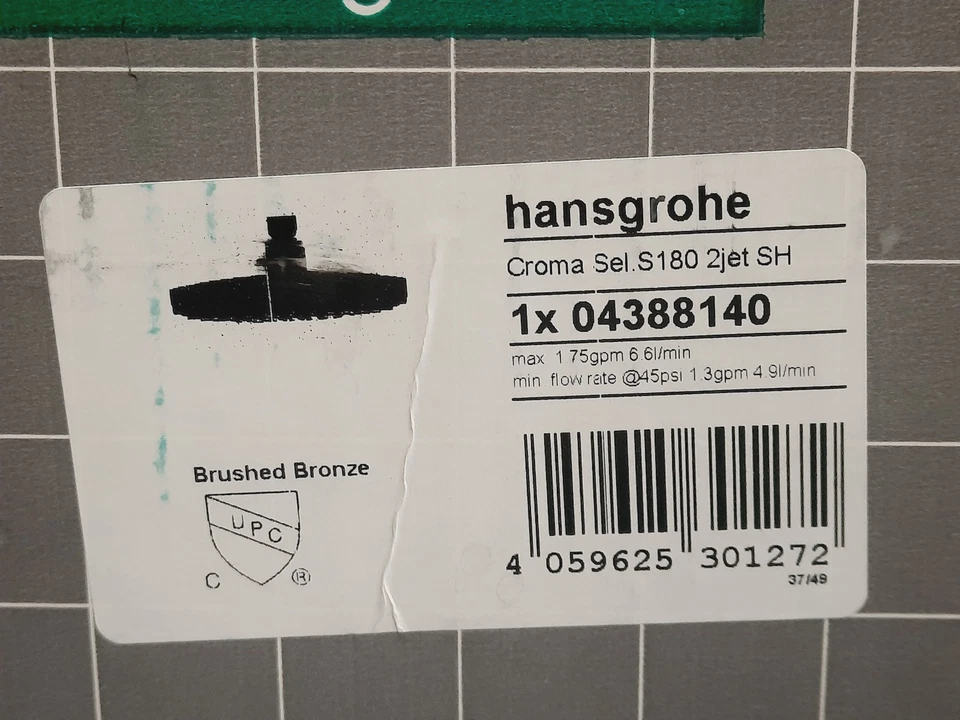 hansgrohe
Croma Sel.S180 2jet SH
1x 04388140
max 1 75gpm 6.6l/min
min flow rate @45psi 1.3gpm 4.9l/min
Brushed Bronze
UPC
C ®
4 059625 301272
37/49